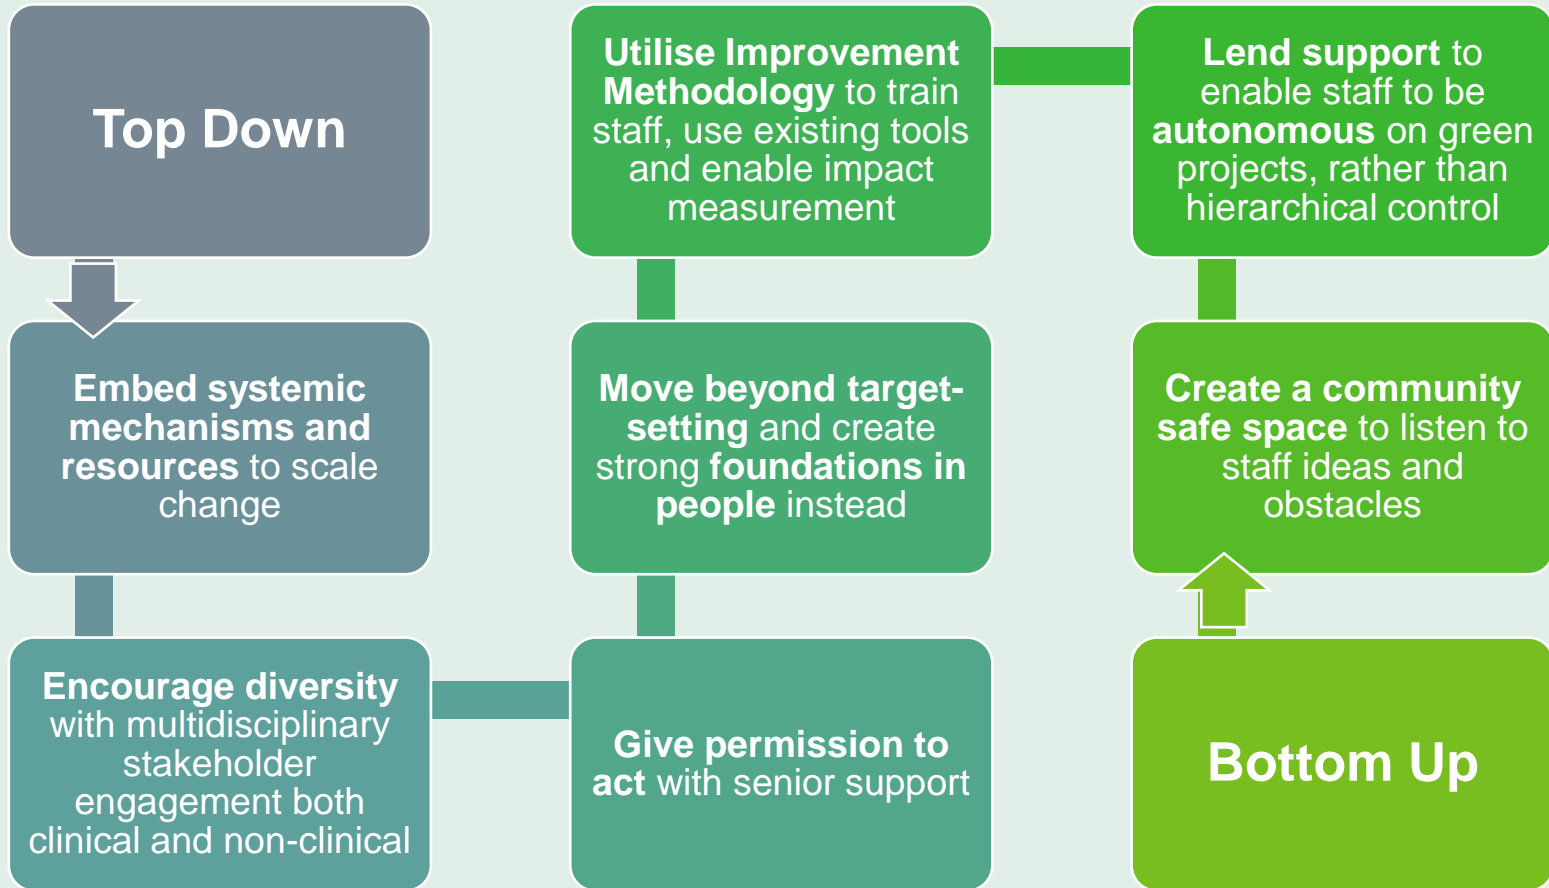 Top Down
Embed systemic
mechanisms and
resources to scale
change
Encourage diversity
with multidisciplinary
stakeholder
engagement both
clinical and non-clinical
Give permission to
act with senior support
Move beyond target-
setting and create
strong foundations in
people instead
Utilise Improvement
Methodology to train
staff, use existing tools
and enable impact
measurement
Lend support to
enable staff to be
autonomous on green
projects, rather than
hierarchical control
Create a community
safe space to listen to
staff ideas and
obstacles
Bottom Up